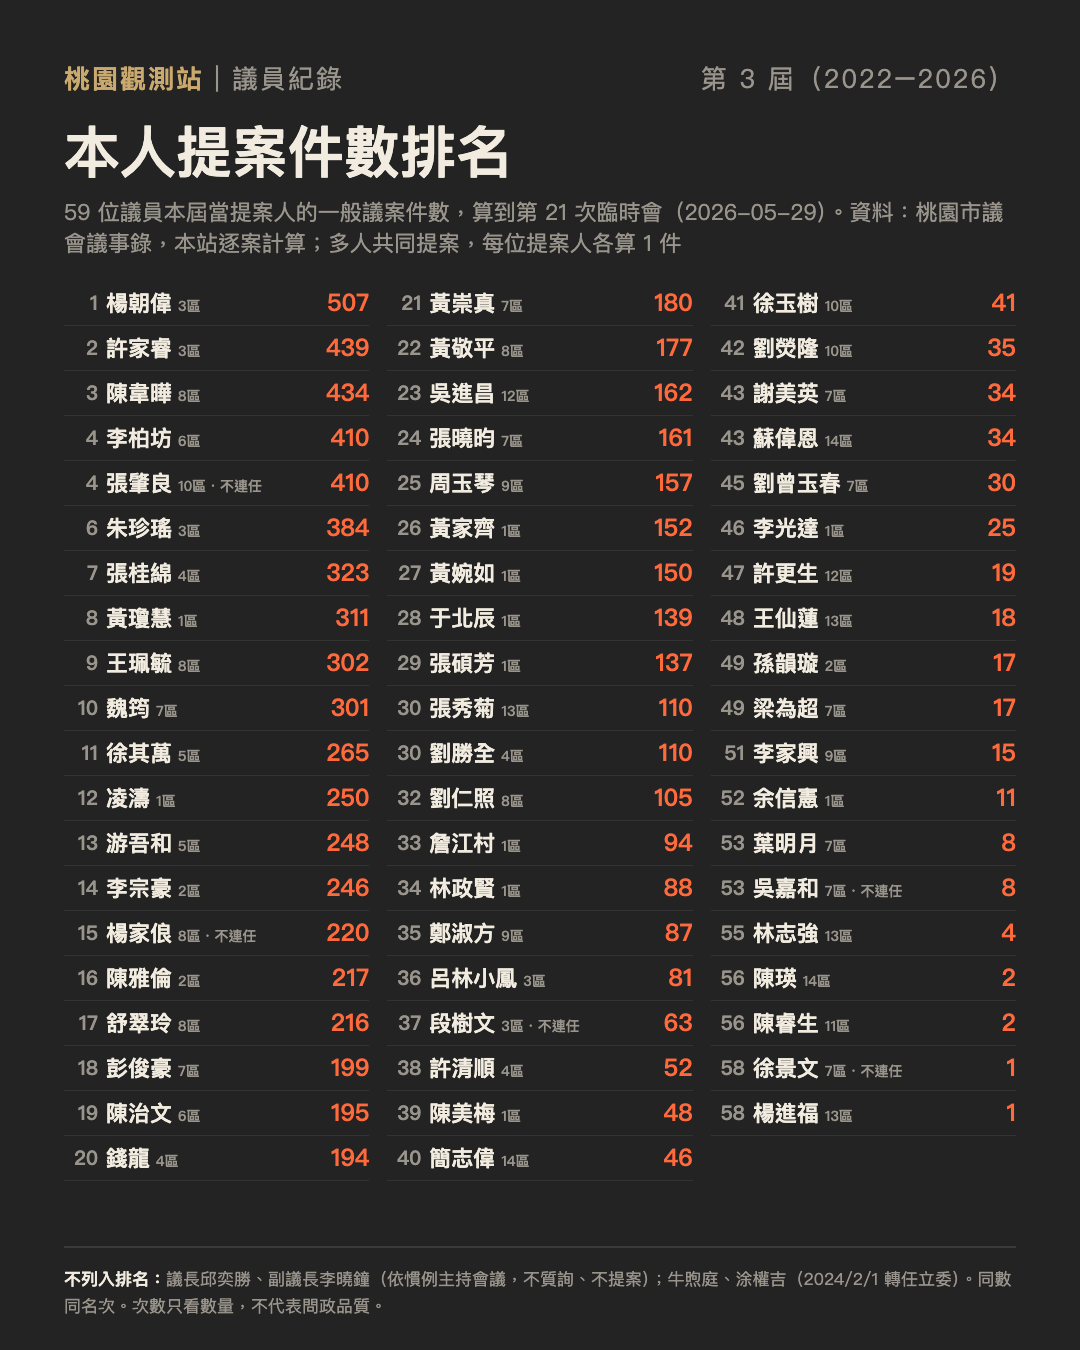 桃園觀測站｜議員紀錄
第 3 屆（2022—2026）
本人提案件數排名
59 位議員本屆當提案人的一般議案件數，算到第 21 次臨時會（2026–05–29）。資料：桃園市議
會議事錄，本站逐案計算；多人共同提案，每位提案人各算 1 件
1 楊朝偉 3區 507
2 許家睿 3區 439
3 陳韋曄 8區 434
4 李柏坊 6區 410
4 張肇良 10區 · 不連任 410
6 朱珍瑤 3區 384
7 張桂綿 4區 323
8 黃瓊慧 1區 311
9 王珮毓 8區 302
10 魏筠 7區 301
11 徐其萬 5區 265
12 凌濤 1區 250
13 游吾和 5區 248
14 李宗豪 2區 246
15 楊家俍 8區 · 不連任 220
16 陳雅倫 2區 217
17 舒翠玲 8區 216
18 彭俊豪 7區 199
19 陳治文 6區 195
20 錢龍 4區 194
21 黃崇真 7區 180
22 黃敬平 8區 177
23 吳進昌 12區 162
24 張曉昀 7區 161
25 周玉琴 9區 157
26 黃家齊 1區 152
27 黃婉如 1區 150
28 于北辰 1區 139
29 張碩芳 1區 137
30 張秀菊 13區 110
30 劉勝全 4區 110
32 劉仁照 8區 105
33 詹江村 1區 94
34 林政賢 1區 88
35 鄭淑方 9區 87
36 呂林小鳳 3區 81
37 段樹文 3區 · 不連任 63
38 許清順 4區 52
39 陳美梅 1區 48
40 簡志偉 14區 46
41 徐玉樹 10區 41
42 劉熒隆 10區 35
43 謝美英 7區 34
43 蘇偉恩 14區 34
45 劉曾玉春 7區 30
46 李光達 1區 25
47 許更生 12區 19
48 王仙蓮 13區 18
49 孫韻璇 2區 17
49 梁為超 7區 17
51 李家興 9區 15
52 余信憲 1區 11
53 葉明月 7區 8
53 吳嘉和 7區 · 不連任 8
55 林志強 13區 4
56 陳瑛 14區 2
56 陳睿生 11區 2
58 徐景文 7區 · 不連任 1
58 楊進福 13區 1
不列入排名：議長邱奕勝、副議長李曉鐘（依慣例主持會議，不質詢、不提案）；牛煦庭、涂權吉（2024/2/1 轉任立委）。同數
同名次。次數只看數量，不代表問政品質。